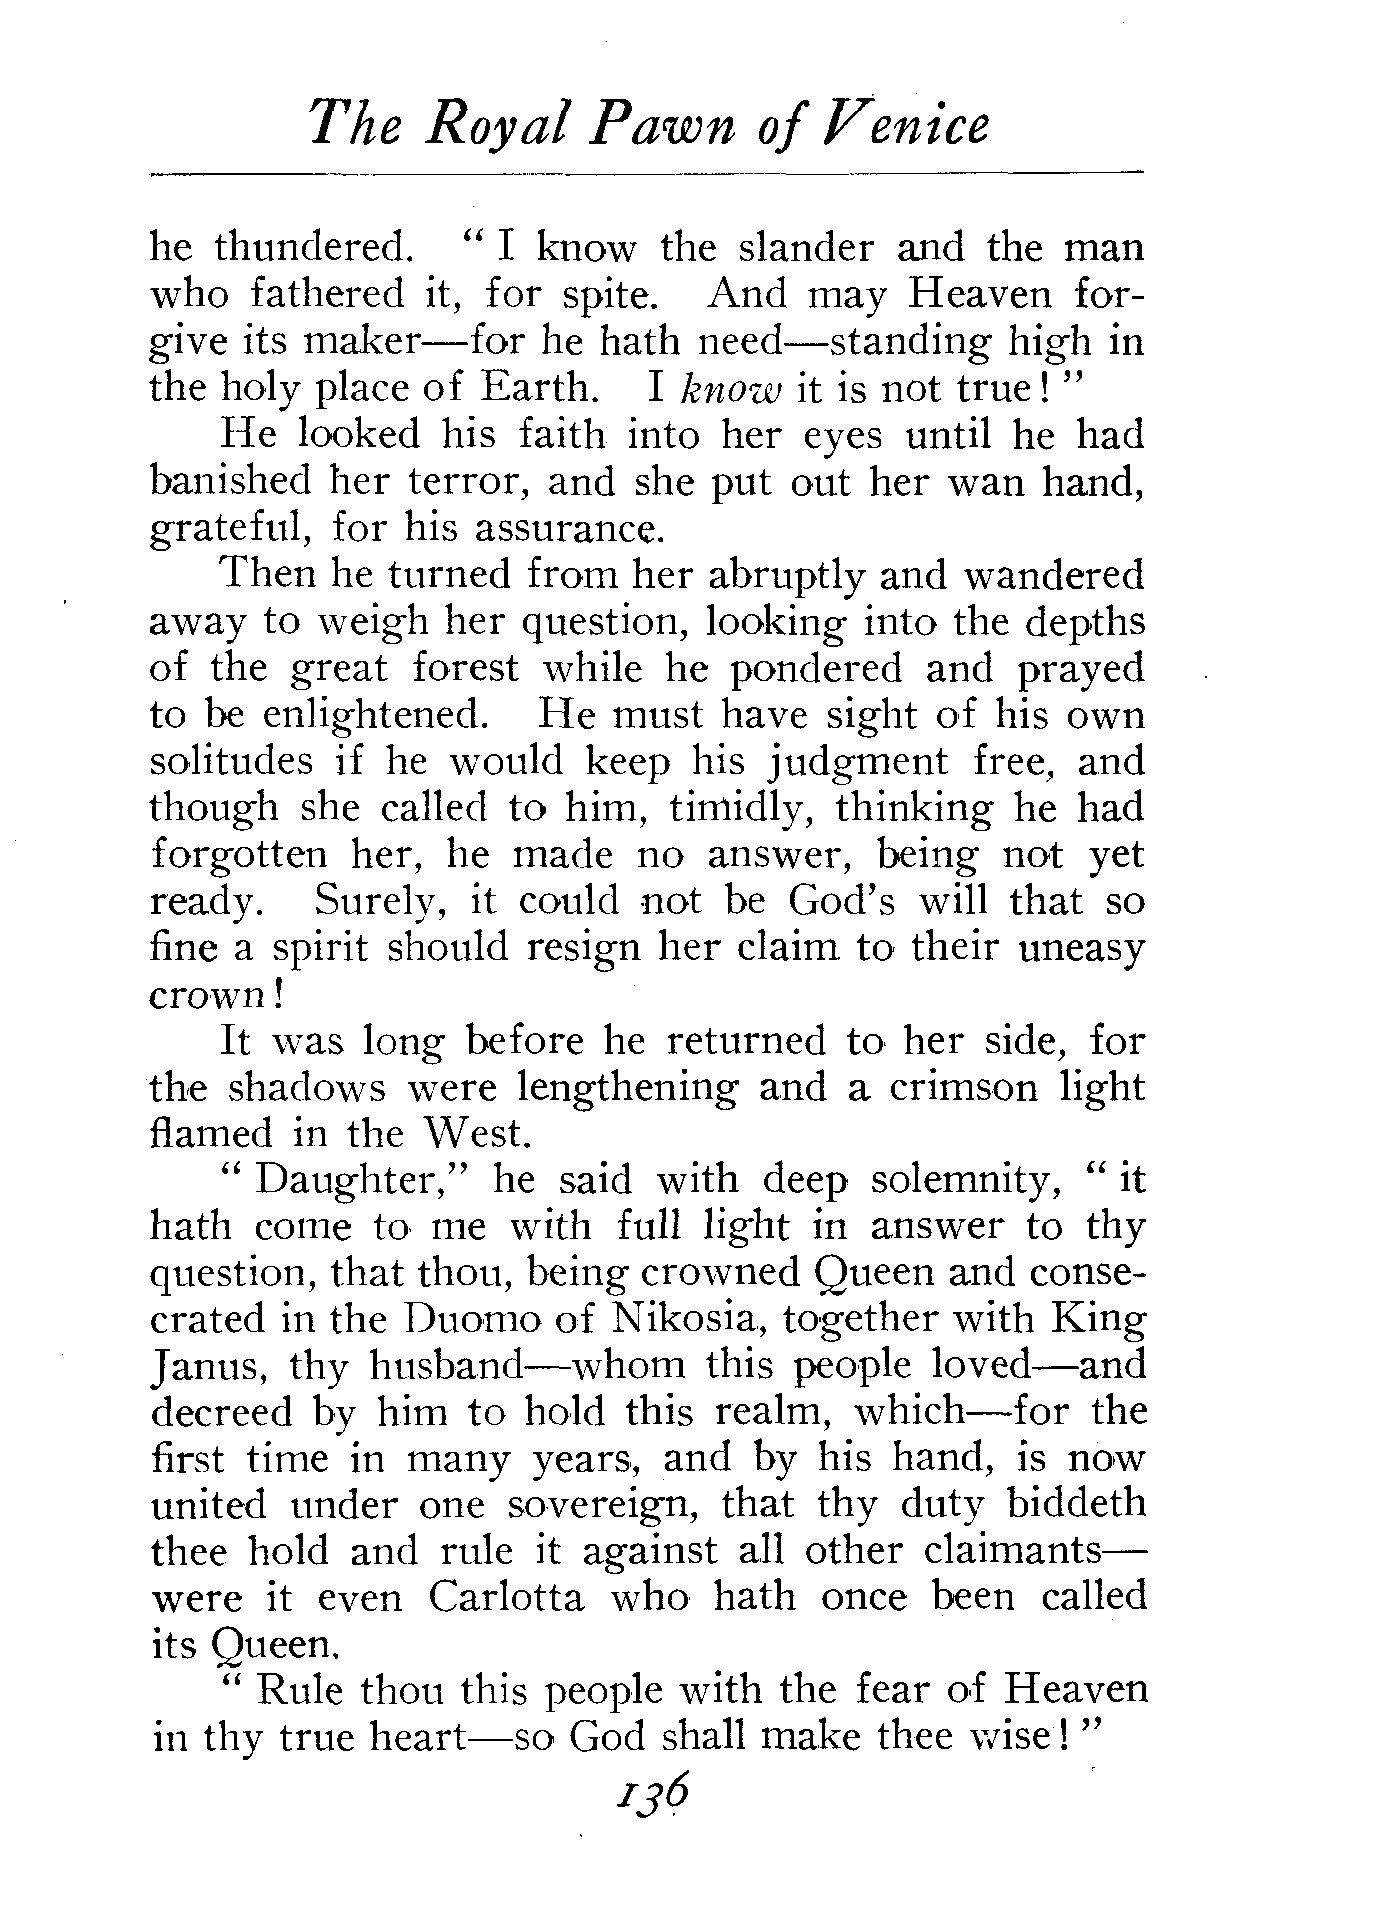 The Royal Pawn of Venice
he thundered. " I know the slander and the man
who fathered it, for spite. And may Heaven for-
give its maker—for he hath need—standing high in
the holy place of Earth. I know it is not true! "
He looked his faith into her eyes until he had
banished her terror, and she put out her wan hand,
grateful, for his assurance.
Then he turned from her abruptly and wandered
away to weigh her question, looking into the depths
of the great forest while he pondered and prayed
to be enlightened. He must have sight of his own
solitudes if he would keep his judgment free, and
though she called to him, timidly, thinking he had
forgotten her, he made no answer, being not yet
ready. Surely, it could not be God's will that so
fine a spirit should resign her claim to their uneasy
crown!
It was long before he returned to her side, for
the shadows were lengthening and a crimson light
flamed in the West.
" Daughter," he said with deep solemnity, " it
hath come to me with full light in answer to thy
question, that thou, being crowned Queen and conse-
crated in the Duomo of Nikosia, together with King
Janus, thy husband—whom this people loved—and
decreed by him to hold this realm, which—for the
first time in many years, and by his hand, is now
united under one sovereign, that thy duty biddeth
thee hold and rule it against all other claimants—
were it even Carlotta who hath once been called
its Queen.
" Rule thou this people with the fear of Heaven
in thy true heart—so God shall make thee wise! "
136